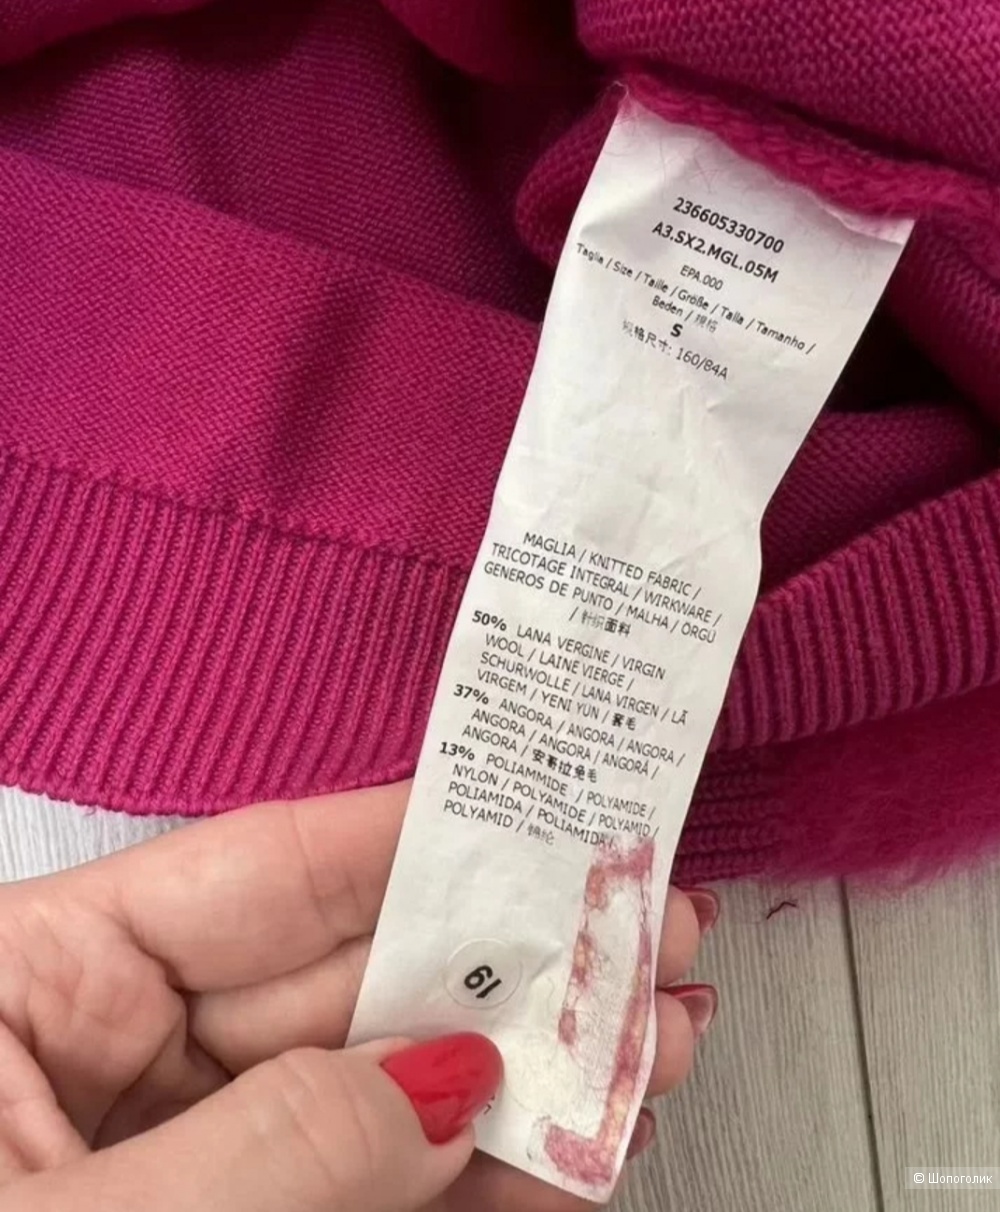 236605330700
A3.SX2.MGL.05M
EPA.000
Taglia / Size / Taille / Größe / Talla / Tamanho /
Beden / 規格
S
规格尺寸: 160/84A
MAGLIA / KNITTED FABRIC /
TRICOTAGE INTEGRAL / WIRKWARE /
GENEROS DE PUNTO / MALHA / ÖRGÜ
/ 针织面料
50% LANA VERGINE / VIRGIN
WOOL / LAINE VIERGE /
SCHURWOLLE / LANA VIRGEN / LÃ
VIRGEM / YENI YUN / 羊毛
37% ANGORA / ANGORA / ANGORA /
ANGORA / ANGORA / ANGORÁ /
ANGORA / 安哥拉兔毛
13% POLIAMMIDE / POLYAMIDE /
NYLON / POLYAMIDE / POLYAMID /
POLIAMIDA / POLIAMIDA /
POLYAMID / 锦纶
19
© Шопоголик